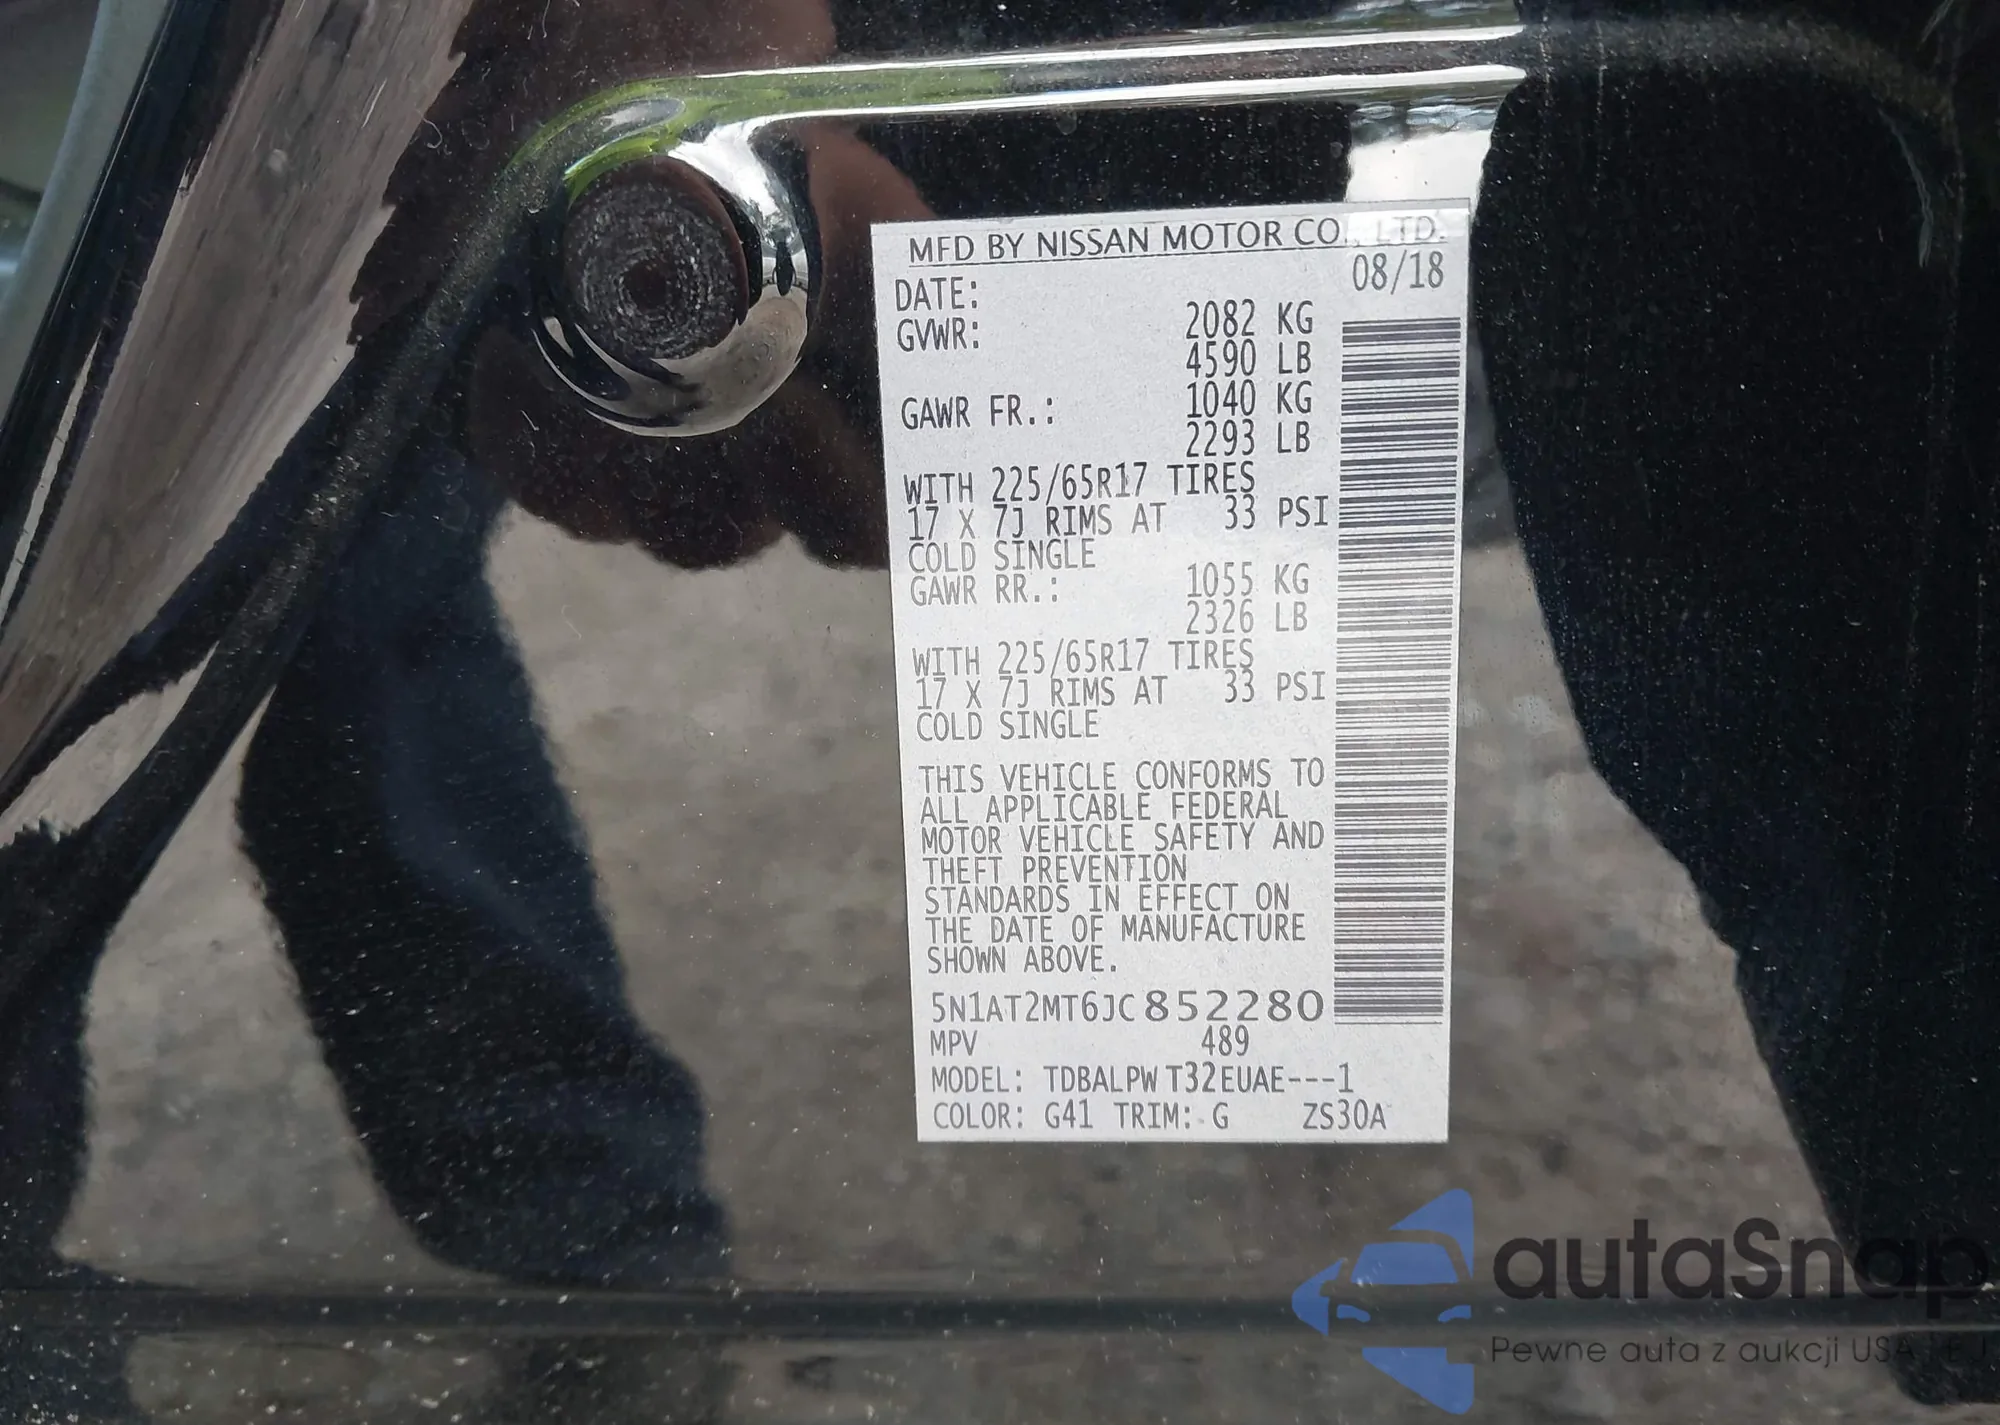 MFD BY NISSAN MOTOR CO., LTD.
DATE: 08/18
GVWR: 2082 KG
4590 LB
GAWR FR.: 1040 KG
2293 LB
WITH 225/65R17 TIRES
17 X 7J RIMS AT 33 PSI
COLD SINGLE
GAWR RR.: 1055 KG
2326 LB
WITH 225/65R17 TIRES
17 X 7J RIMS AT 33 PSI
COLD SINGLE
THIS VEHICLE CONFORMS TO
ALL APPLICABLE FEDERAL
MOTOR VEHICLE SAFETY AND
THEFT PREVENTION
STANDARDS IN EFFECT ON
THE DATE OF MANUFACTURE
SHOWN ABOVE.
5N1AT2MT6JC852280
MPV 489
MODEL: TDBALPW T32EUAE---1
COLOR: G41 TRIM: G ZS30A
autaSnap
Pewne auta z aukcji USA